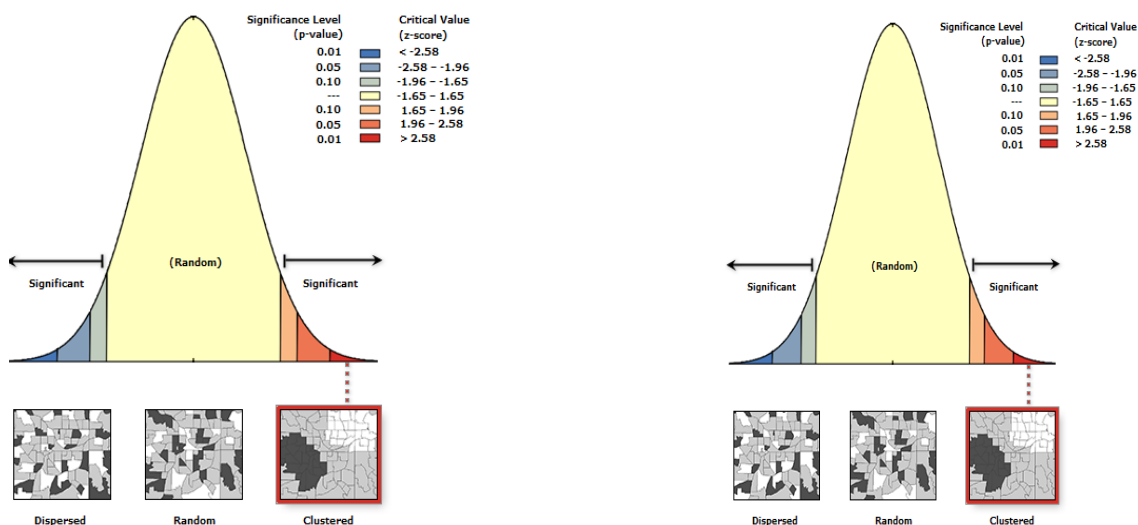 Significance Level Critical Value
(p-value) (z-score)
0.01 < -2.58
0.05 -2.58 – -1.96
0.10 -1.96 – -1.65
--- -1.65 – 1.65
0.10 1.65 – 1.96
0.05 1.96 – 2.58
0.01 > 2.58
(Random)
Significant Significant
Dispersed Random Clustered
Significance Level Critical Value
(p-value) (z-score)
0.01 < -2.58
0.05 -2.58 – -1.96
0.10 -1.96 – -1.65
--- -1.65 – 1.65
0.10 1.65 – 1.96
0.05 1.96 – 2.58
0.01 > 2.58
(Random)
Significant Significant
Dispersed Random Clustered